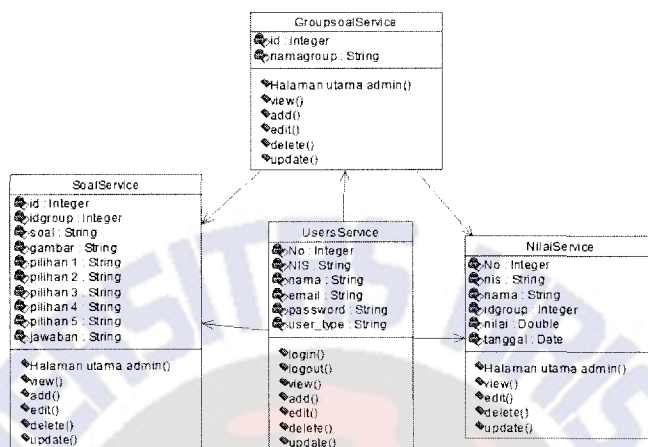 GroupsoalService
id : Integer
namagroup : String
Halaman utama admin()
view()
add()
edit()
delete()
update()
SoalService
id : Integer
idgroup : Integer
soal : String
gambar : String
pilihan 1 : String
pilihan 2 : String
pilihan 3 : String
pilihan 4 : String
pilihan 5 : String
jawaban : String
Halaman utama admin()
view()
add()
edit()
delete()
update()
UsersService
No : Integer
NIS : String
nama : String
email : String
password : String
user_type : String
login()
logout()
view()
add()
edit()
delete()
update()
NilaiService
No : Integer
nis : String
nama : String
idgroup : Integer
nilai : Double
tanggal : Date
Halaman utama admin()
view()
edit()
delete()
update()